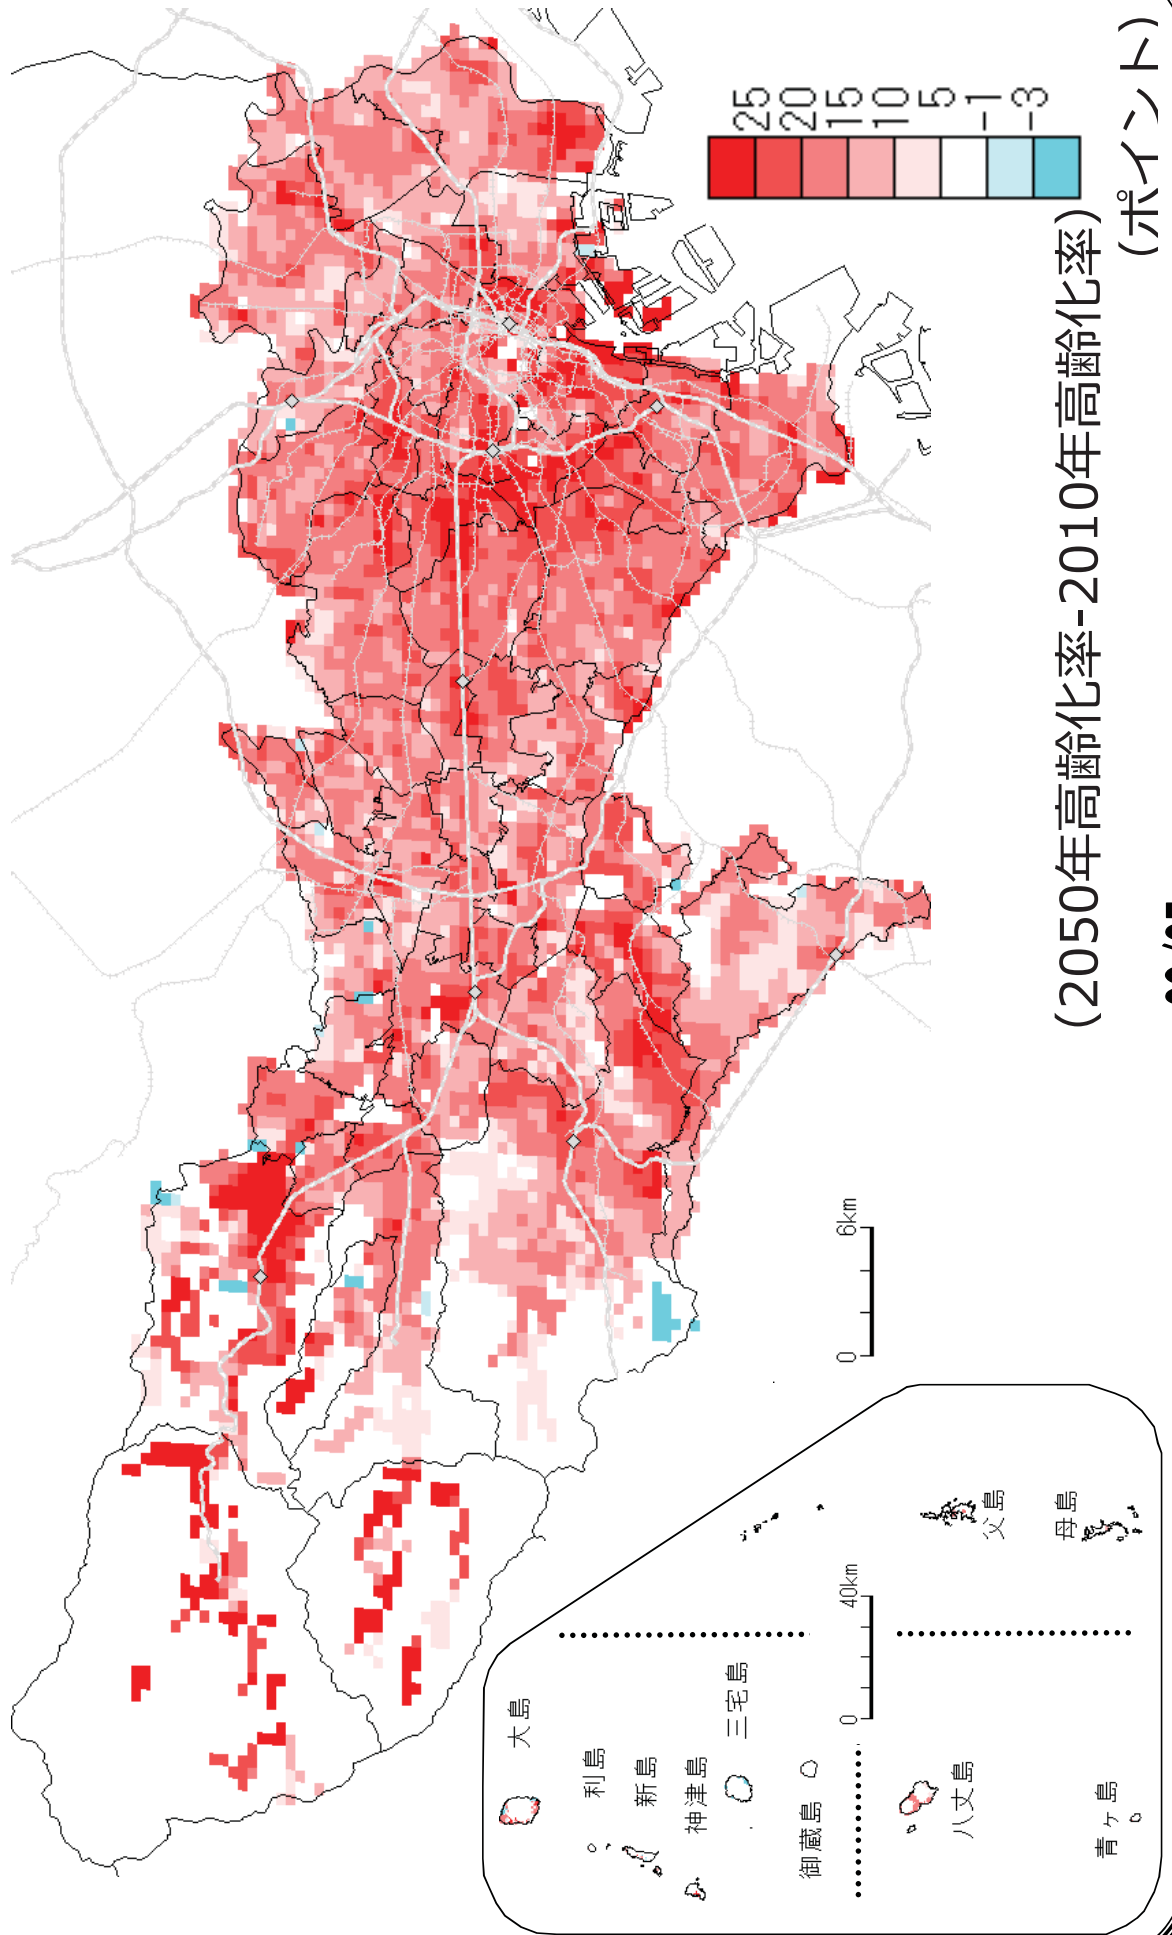 25
20
15
10
5
-1
-3
(ポイント)
(2050年高齢化率-2010年高齢化率)
0
6km
0
40km
大島
利島
新島
神津島
三宅島
御蔵島
八丈島
青ヶ島
父島
母島